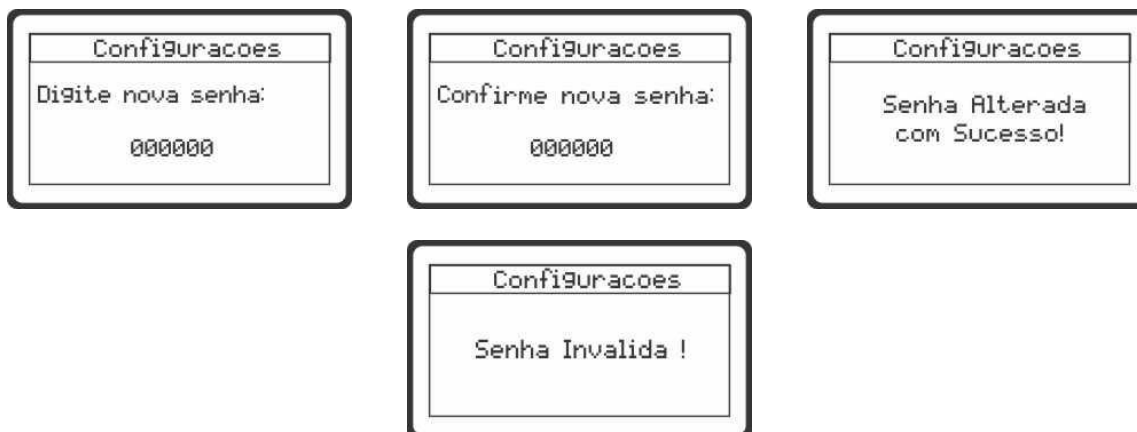 Configuracoes
Digite nova senha:
000000
Configuracoes
Confirme nova senha:
000000
Configuracoes
Senha Alterada
com Sucesso!
Configuracoes
Senha Invalida !